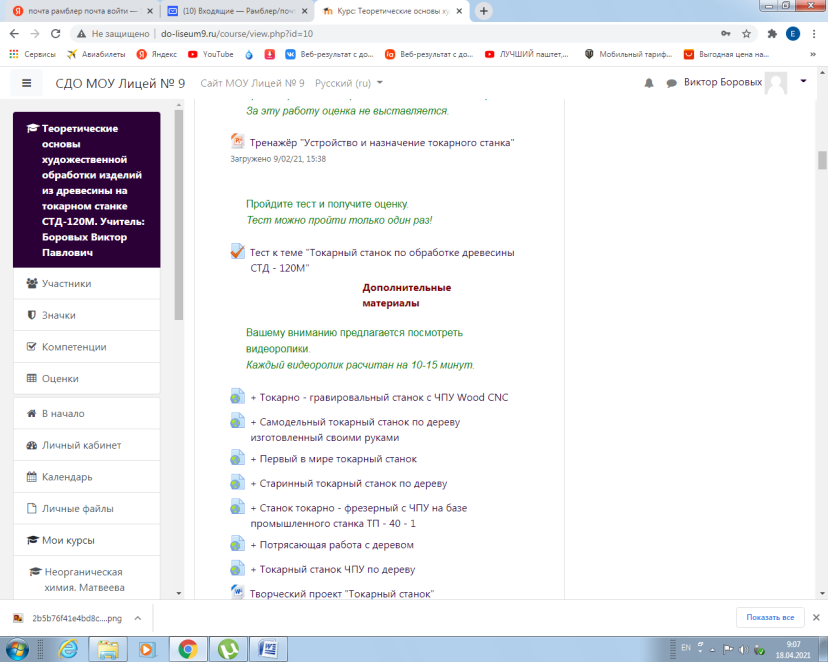 почта рамблер почта войти —
(10) Входящие — Рамблер/почт
Курс: Теоретические основы ху
Не защищено | do-liseum9.ru/course/view.php?id=10
E
Сервисы
Авиабилеты
Яндекс
YouTube
Веб-результат с до...
Веб-результат с до...
ЛУЧШИЙ паштет,...
Мобильный тариф...
Выгодная цена на...
»
СДО МОУ Лицей № 9
Сайт МОУ Лицей № 9
Русский (ru)
Виктор Боровых
Теоретические
основы
художественной
обработки изделий
из древесины на
токарном станке
СТД-120М. Учитель:
Боровых Виктор
Павлович
Участники
Значки
Компетенции
Оценки
В начало
Личный кабинет
Календарь
Личные файлы
Мои курсы
Неорганическая
химия. Матвеева
За эту работу оценка не выставляется.
Тренажёр "Устройство и назначение токарного станка"
Загружено 9/02/21, 15:38
Пройдите тест и получите оценку.
Тест можно пройти только один раз!
Тест к теме "Токарный станок по обработке древесины
СТД - 120М"
Дополнительные
материалы
Вашему вниманию предлагается посмотреть
видеоролики.
Каждый видеоролик расчитан на 10-15 минут.
+ Токарно - гравировальный станок с ЧПУ Wood CNC
+ Самодельный токарный станок по дереву
изготовленный своими руками
+ Первый в мире токарный станок
+ Старинный токарный станок по дереву
+ Станок токарно - фрезерный с ЧПУ на базе
промышленного станка ТП - 40 - 1
+ Потрясающая работа с деревом
+ Токарный станок ЧПУ по дереву
Творческий проект "Токарный станок"
2b5b76f41e4bd8c....png
Показать все
EN
9:07
18.04.2021